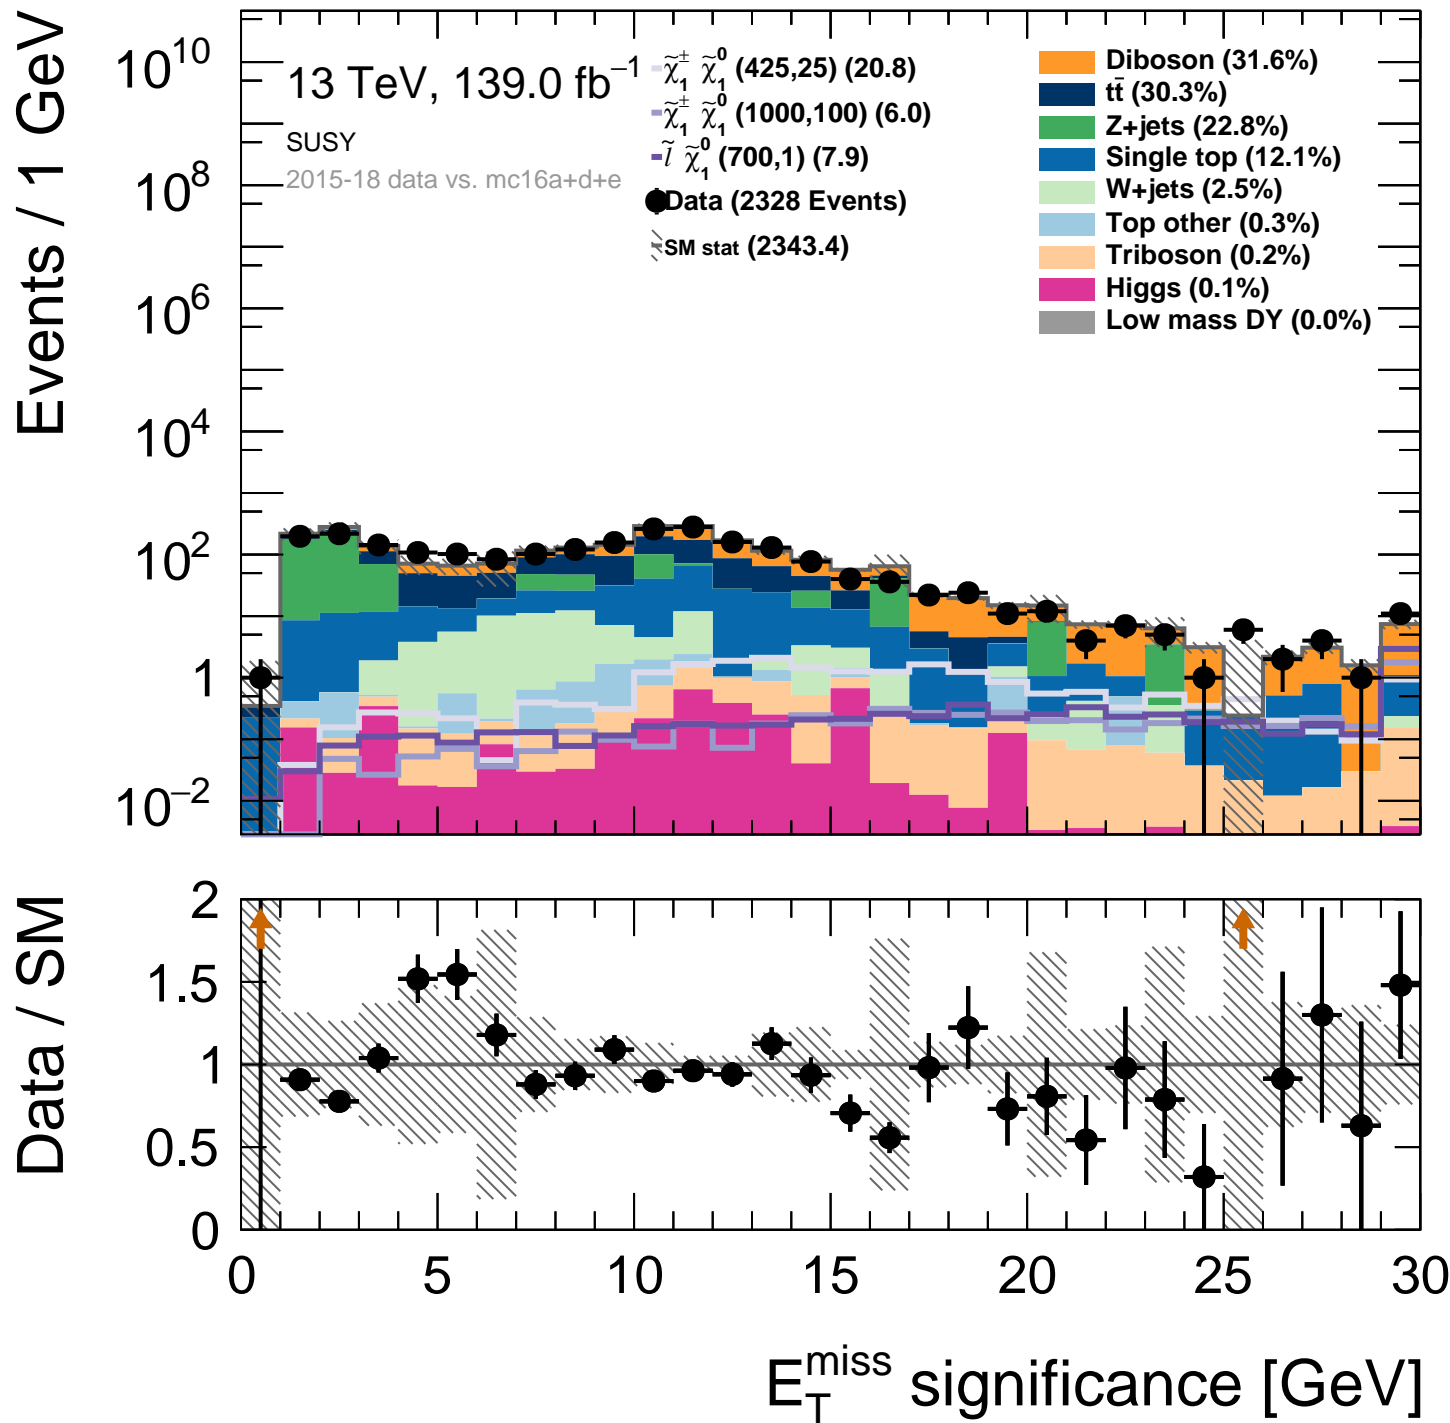 Events / 1 GeV
10¹⁰
10⁸
10⁶
10⁴
10²
1
10⁻²
13 TeV, 139.0 fb⁻¹
SUSY
2015-18 data vs. mc16a+d+e
χ̃₁± χ̃₁⁰ (425,25) (20.8)
χ̃₁± χ̃₁⁰ (1000,100) (6.0)
l̃ χ̃₁⁰ (700,1) (7.9)
Data (2328 Events)
SM stat (2343.4)
Diboson (31.6%)
tt̄ (30.3%)
Z+jets (22.8%)
Single top (12.1%)
W+jets (2.5%)
Top other (0.3%)
Triboson (0.2%)
Higgs (0.1%)
Low mass DY (0.0%)
Data / SM
2
1.5
1
0.5
0
0 5 10 15 20 25 30
E_T^miss significance [GeV]